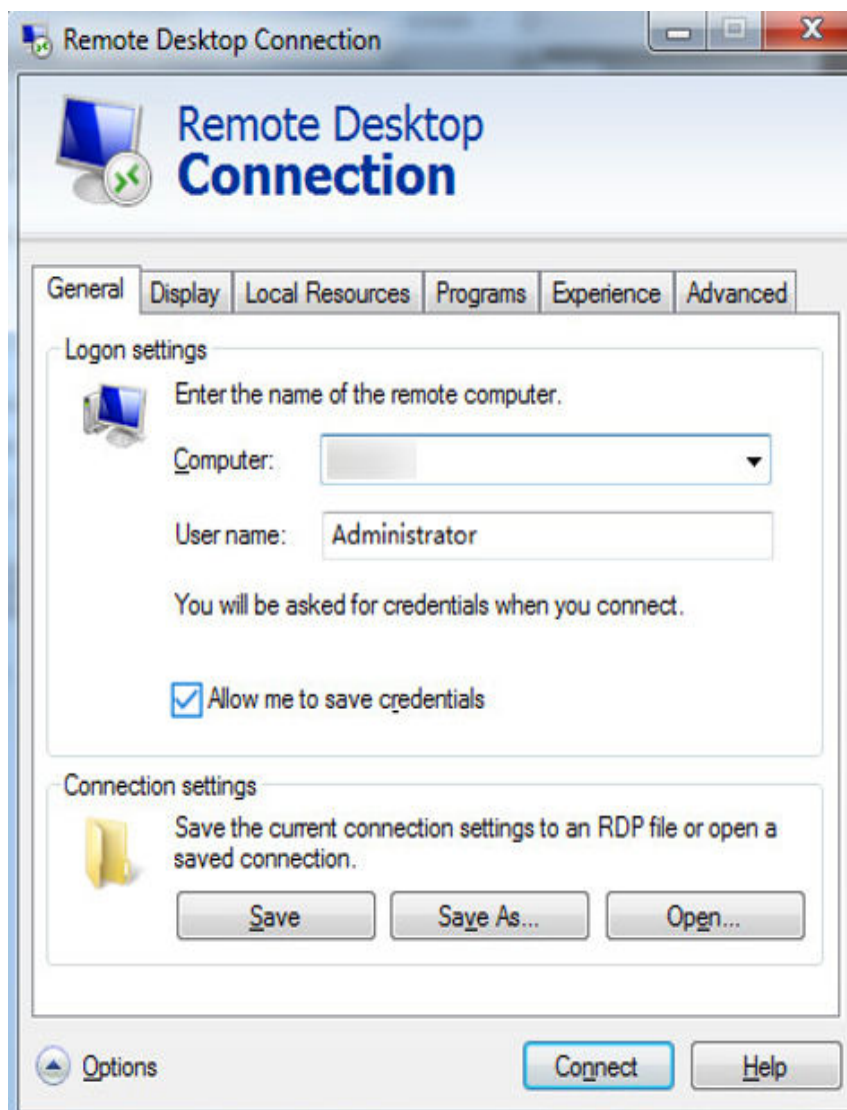 Remote Desktop Connection
Remote Desktop
Connection
General Display Local Resources Programs Experience Advanced
Logon settings
Enter the name of the remote computer.
Computer:
User name: Administrator
You will be asked for credentials when you connect.
Allow me to save credentials
Connection settings
Save the current connection settings to an RDP file or open a
saved connection.
Save Save As... Open...
Options Connect Help